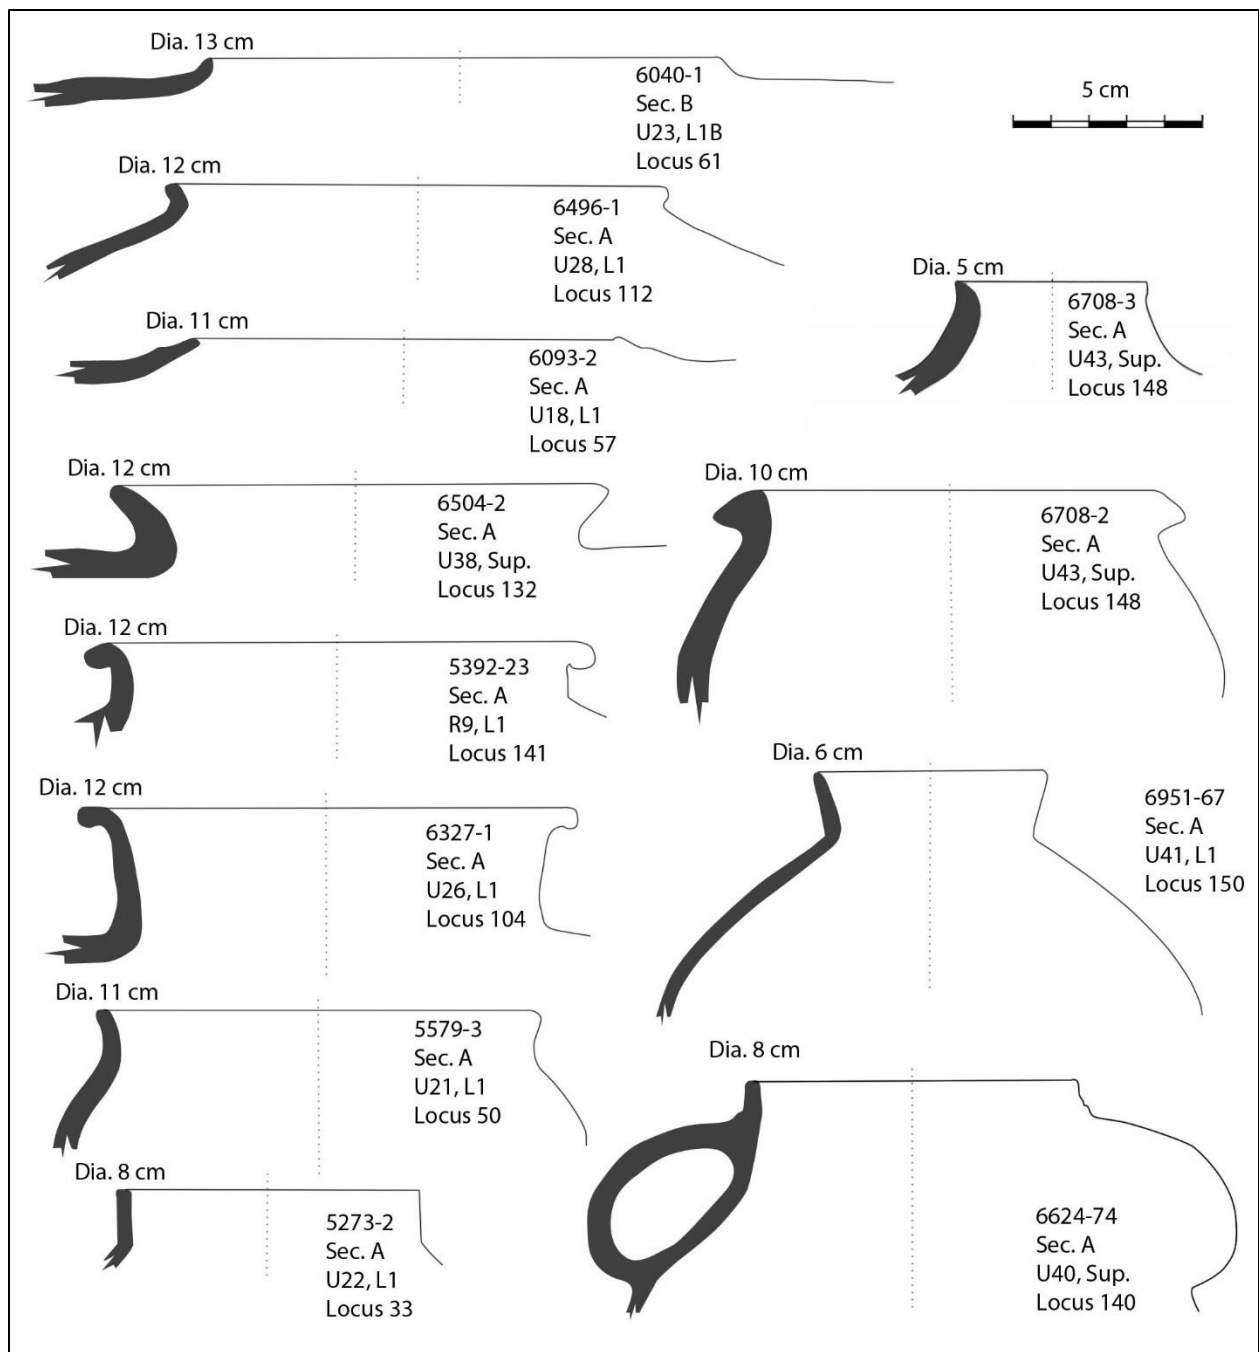 Dia. 13 cm
6040-1
Sec. B
U23, L1B
Locus 61
5 cm
Dia. 12 cm
6496-1
Sec. A
U28, L1
Locus 112
Dia. 5 cm
6708-3
Sec. A
U43, Sup.
Locus 148
Dia. 11 cm
6093-2
Sec. A
U18, L1
Locus 57
Dia. 12 cm
6504-2
Sec. A
U38, Sup.
Locus 132
Dia. 10 cm
6708-2
Sec. A
U43, Sup.
Locus 148
Dia. 12 cm
5392-23
Sec. A
R9, L1
Locus 141
Dia. 12 cm
6327-1
Sec. A
U26, L1
Locus 104
Dia. 6 cm
6951-67
Sec. A
U41, L1
Locus 150
Dia. 11 cm
5579-3
Sec. A
U21, L1
Locus 50
Dia. 8 cm
5273-2
Sec. A
U22, L1
Locus 33
Dia. 8 cm
6624-74
Sec. A
U40, Sup.
Locus 140